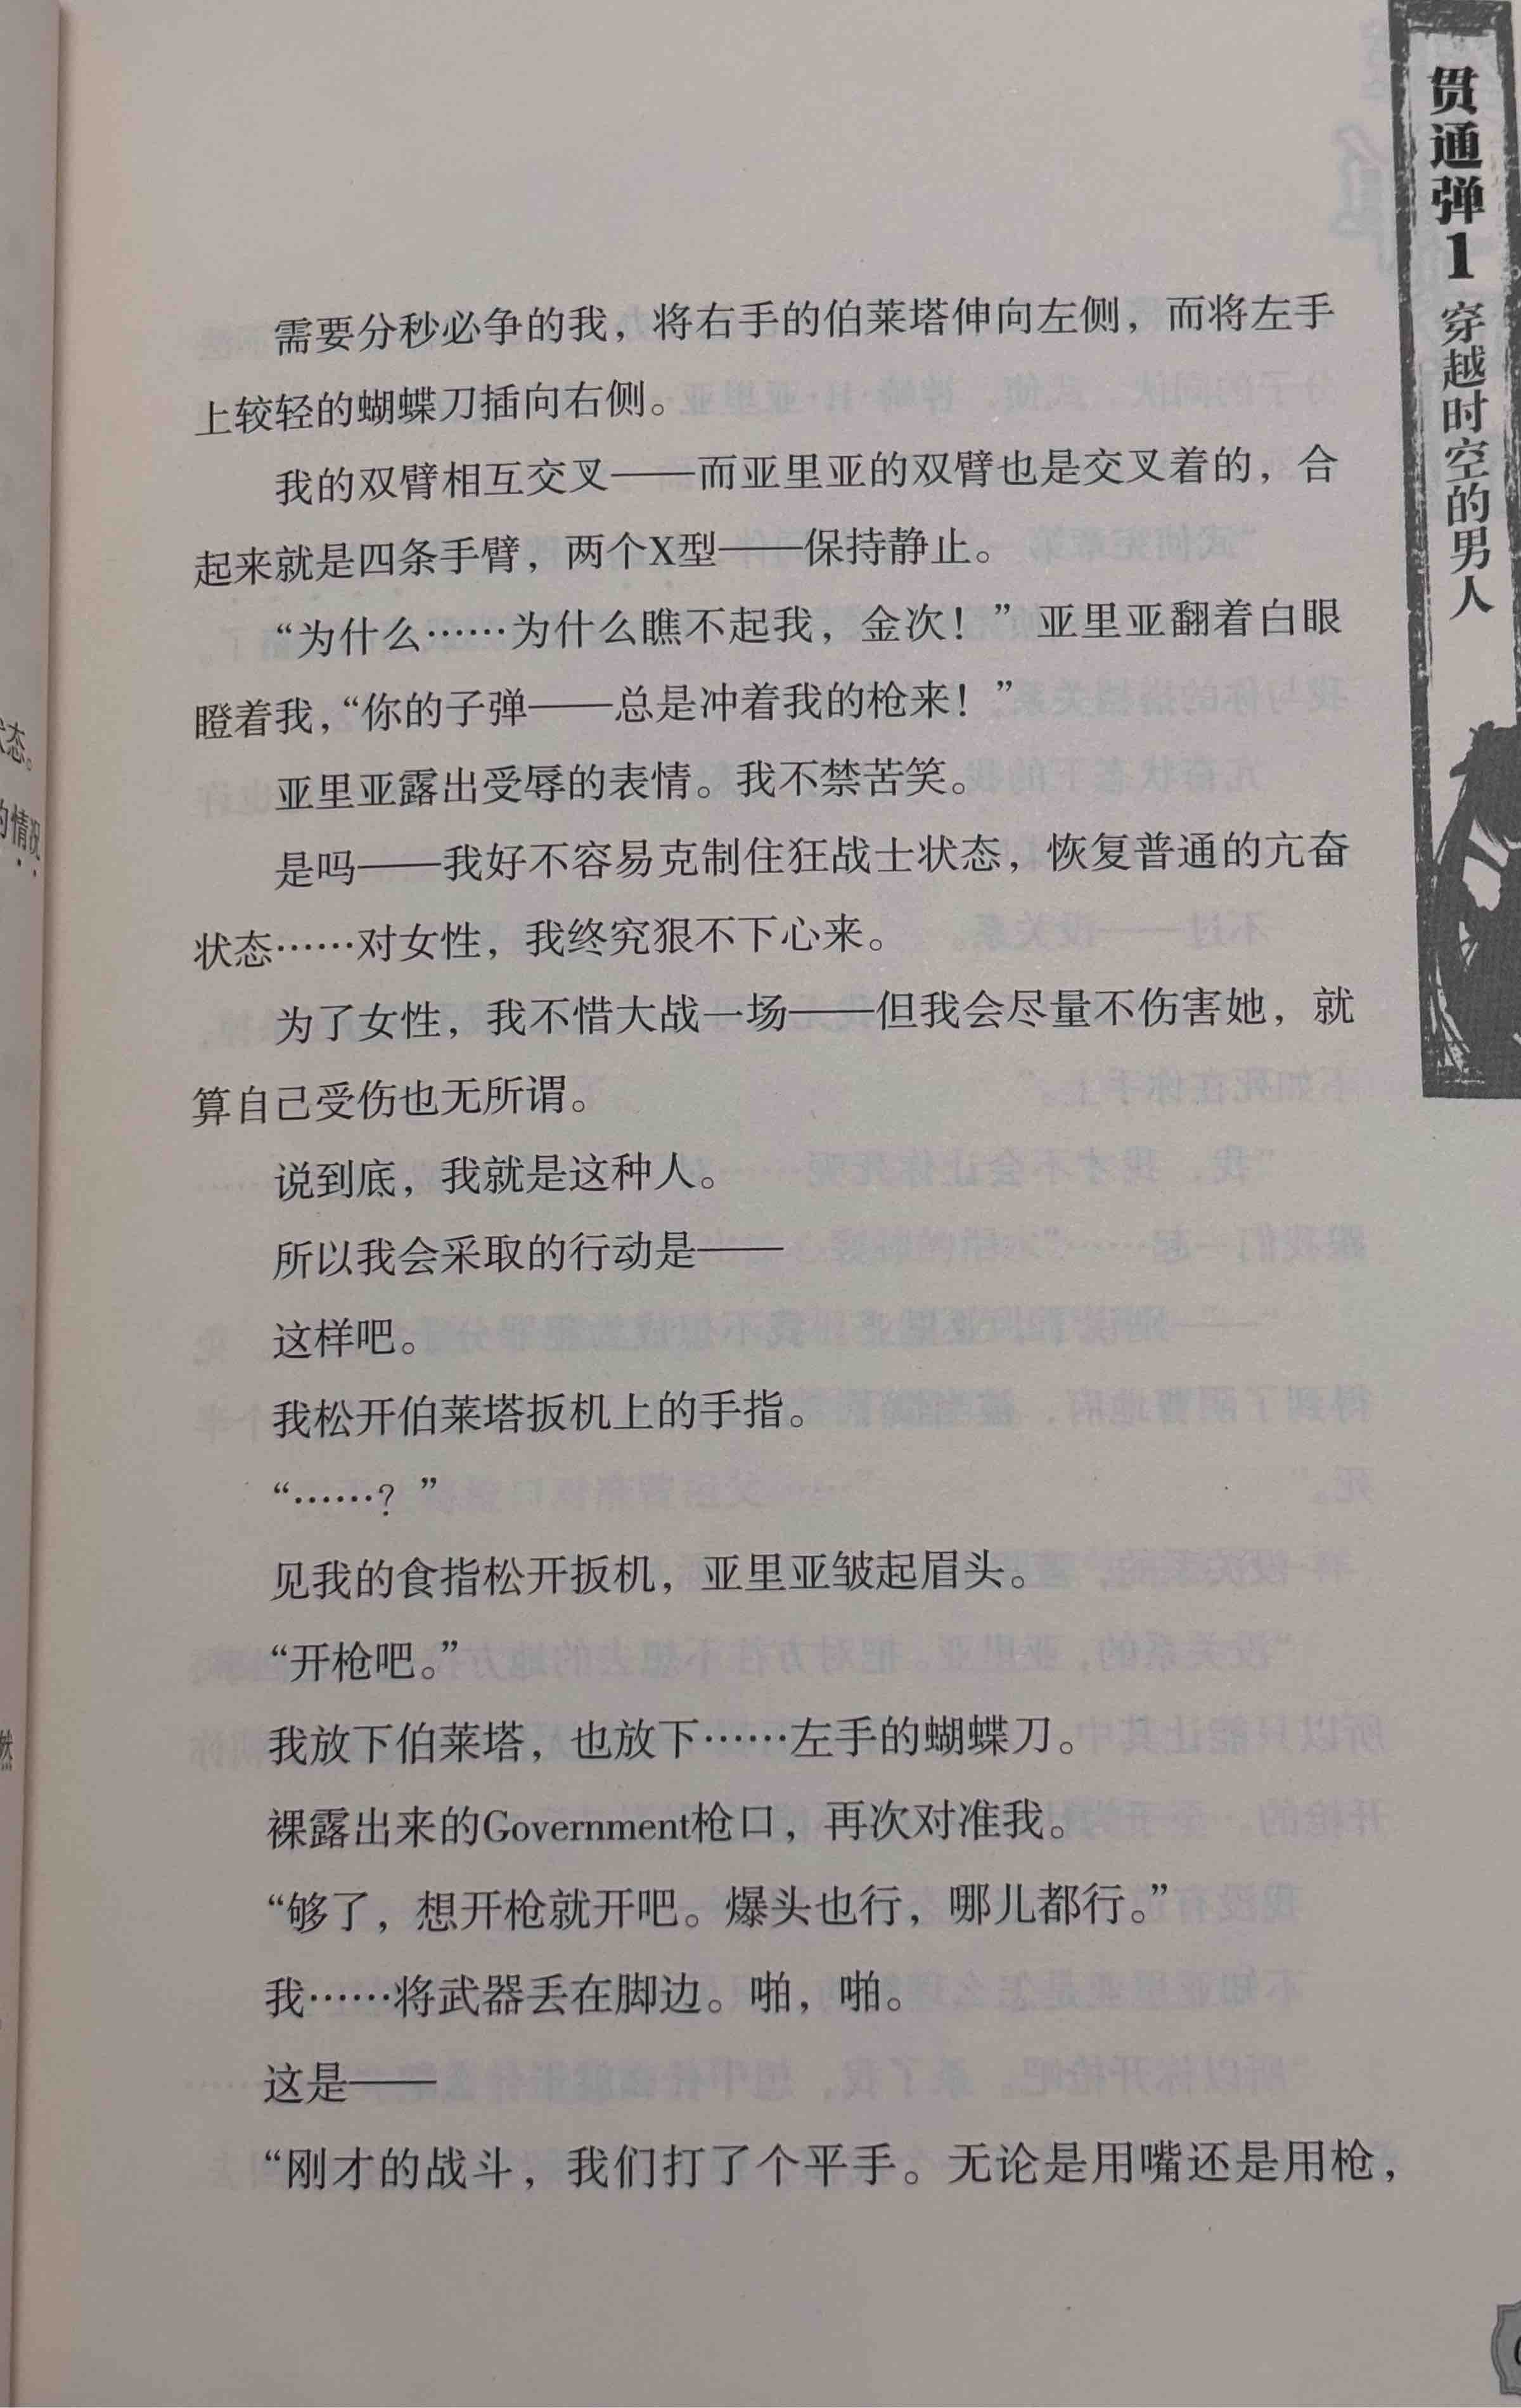 贯通弹1 穿越时空的男人
需要分秒必争的我，将右手的伯莱塔伸向左侧，而将左手
上较轻的蝴蝶刀插向右侧。
我的双臂相互交叉——而亚里亚的双臂也是交叉着的，合
起来就是四条手臂，两个X型——保持静止。
“为什么……为什么瞧不起我，金次！”亚里亚翻着白眼
瞪着我，“你的子弹——总是冲着我的枪来！”
亚里亚露出受辱的表情。我不禁苦笑。
是吗——我好不容易克制住狂战士状态，恢复普通的亢奋
状态……对女性，我终究狠不下心来。
为了女性，我不惜大战一场——但我会尽量不伤害她，就
算自己受伤也无所谓。
说到底，我就是这种人。
所以我会采取的行动是——
这样吧。
我松开伯莱塔扳机上的手指。
“……？”
见我的食指松开扳机，亚里亚皱起眉头。
“开枪吧。”
我放下伯莱塔，也放下……左手的蝴蝶刀。
裸露出来的Government枪口，再次对准我。
“够了，想开枪就开吧。爆头也行，哪儿都行。”
我……将武器丢在脚边。啪，啪。
这是——
“刚才的战斗，我们打了个平手。无论是用嘴还是用枪，
态。
的情况
然